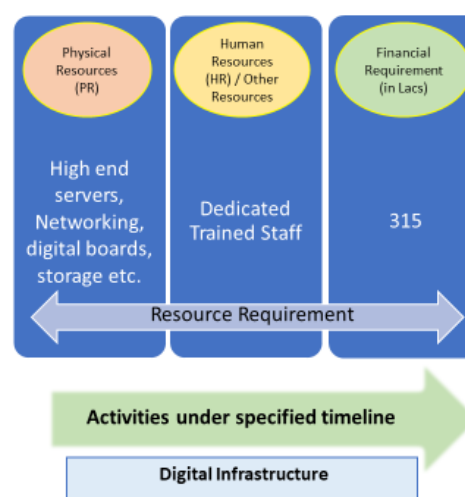 Physical
Resources
(PR)
Human
Resources
(HR) / Other
Resources
Financial
Requirement
(in Lacs)
High end
servers,
Networking,
digital boards,
storage etc.
Dedicated
Trained Staff
315
Resource Requirement
Activities under specified timeline
Digital Infrastructure